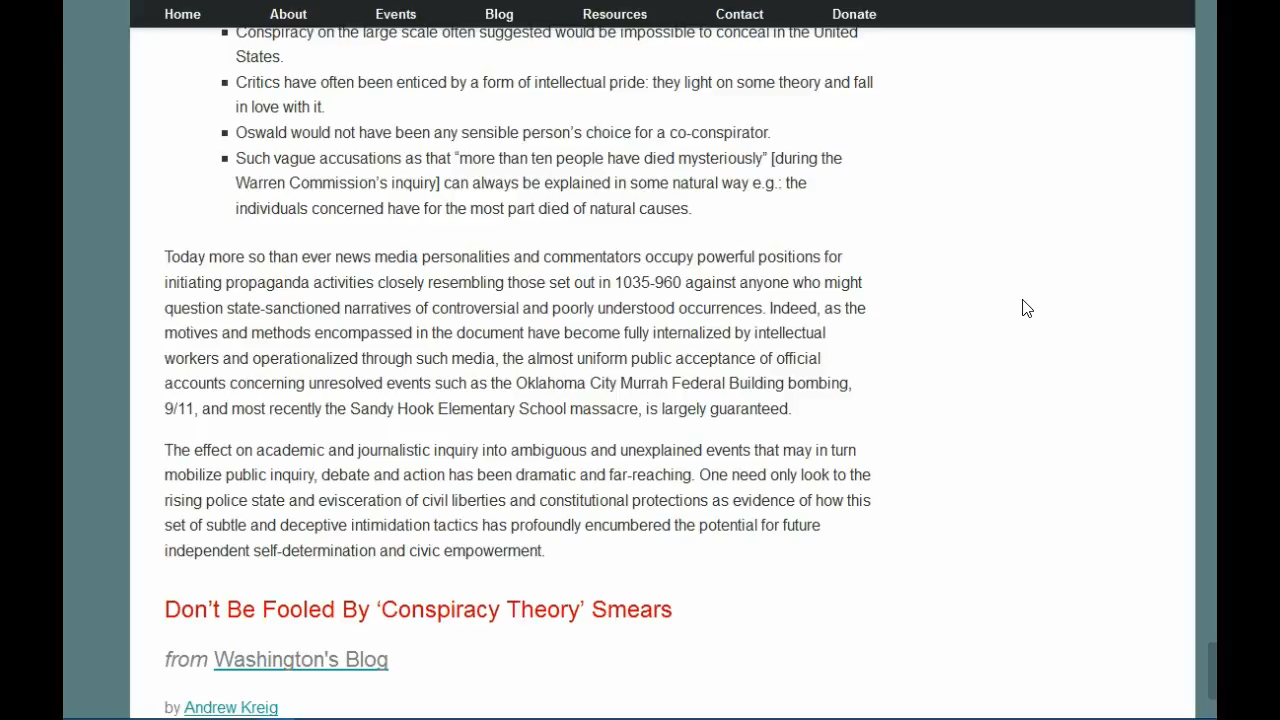 Home About Events Blog Resources Contact Donate
▪ Conspiracy on the large scale often suggested would be impossible to conceal in the United
States.
▪ Critics have often been enticed by a form of intellectual pride: they light on some theory and fall
in love with it.
▪ Oswald would not have been any sensible person’s choice for a co-conspirator.
▪ Such vague accusations as that “more than ten people have died mysteriously” [during the
Warren Commission’s inquiry] can always be explained in some natural way e.g.: the
individuals concerned have for the most part died of natural causes.
Today more so than ever news media personalities and commentators occupy powerful positions for
initiating propaganda activities closely resembling those set out in 1035-960 against anyone who might
question state-sanctioned narratives of controversial and poorly understood occurrences. Indeed, as the
motives and methods encompassed in the document have become fully internalized by intellectual
workers and operationalized through such media, the almost uniform public acceptance of official
accounts concerning unresolved events such as the Oklahoma City Murrah Federal Building bombing,
9/11, and most recently the Sandy Hook Elementary School massacre, is largely guaranteed.
The effect on academic and journalistic inquiry into ambiguous and unexplained events that may in turn
mobilize public inquiry, debate and action has been dramatic and far-reaching. One need only look to the
rising police state and evisceration of civil liberties and constitutional protections as evidence of how this
set of subtle and deceptive intimidation tactics has profoundly encumbered the potential for future
independent self-determination and civic empowerment.
Don’t Be Fooled By ‘Conspiracy Theory’ Smears
from Washington's Blog
by Andrew Kreig